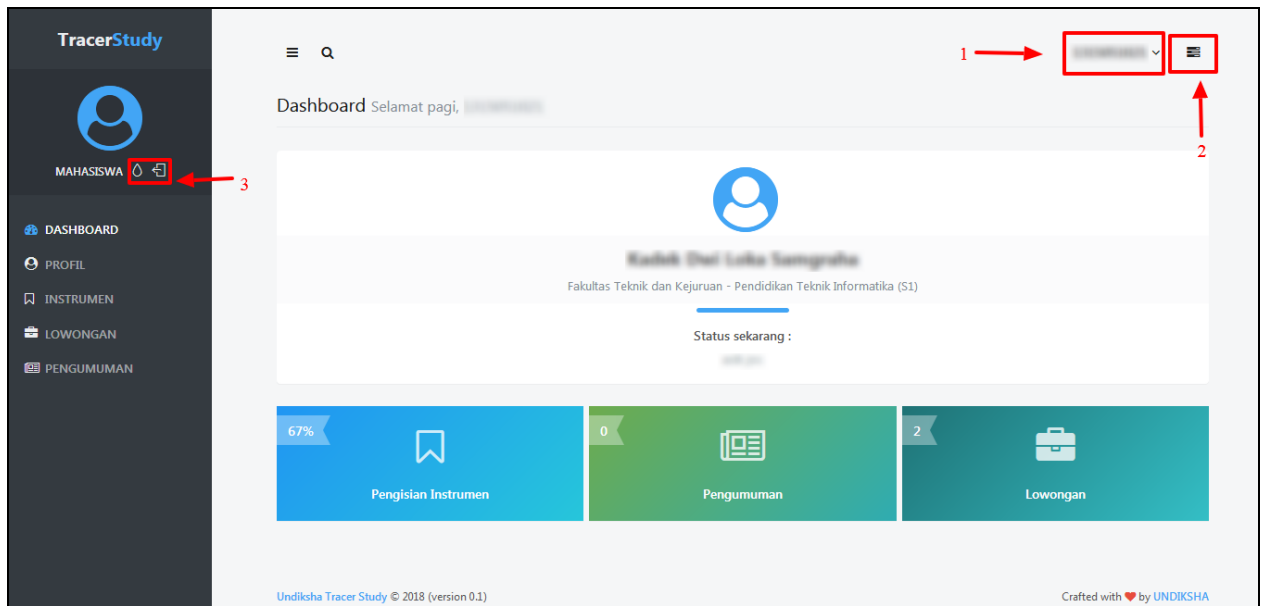 TracerStudy
1
2
Dashboard Selamat pagi,
MAHASISWA
3
DASHBOARD
PROFIL
INSTRUMEN
LOWONGAN
PENGUMUMAN
Fakultas Teknik dan Kejuruan - Pendidikan Teknik Informatika (S1)
Status sekarang :
67%
Pengisian Instrumen
0
Pengumuman
2
Lowongan
Undiksha Tracer Study © 2018 (version 0.1)
Crafted with ❤ by UNDIKSHA